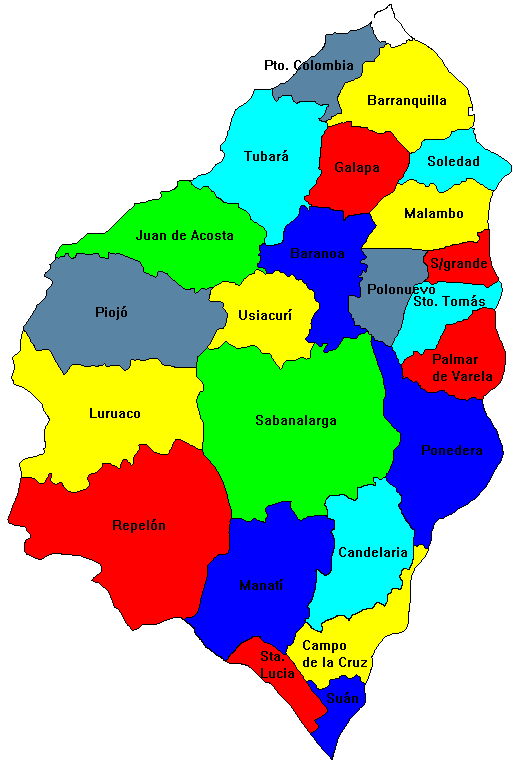 Pto. Colombia
Barranquilla
Tubará
Galapa
Soledad
Malambo
Juan de Acosta
Baranoa
S/grande
Polonuevo
Sto. Tomás
Piojó
Usiacurí
Palmar
de Varela
Luruaco
Sabanalarga
Ponedera
Repelón
Candelaria
Manatí
Campo
de la Cruz
Sta.
Lucia
Suán